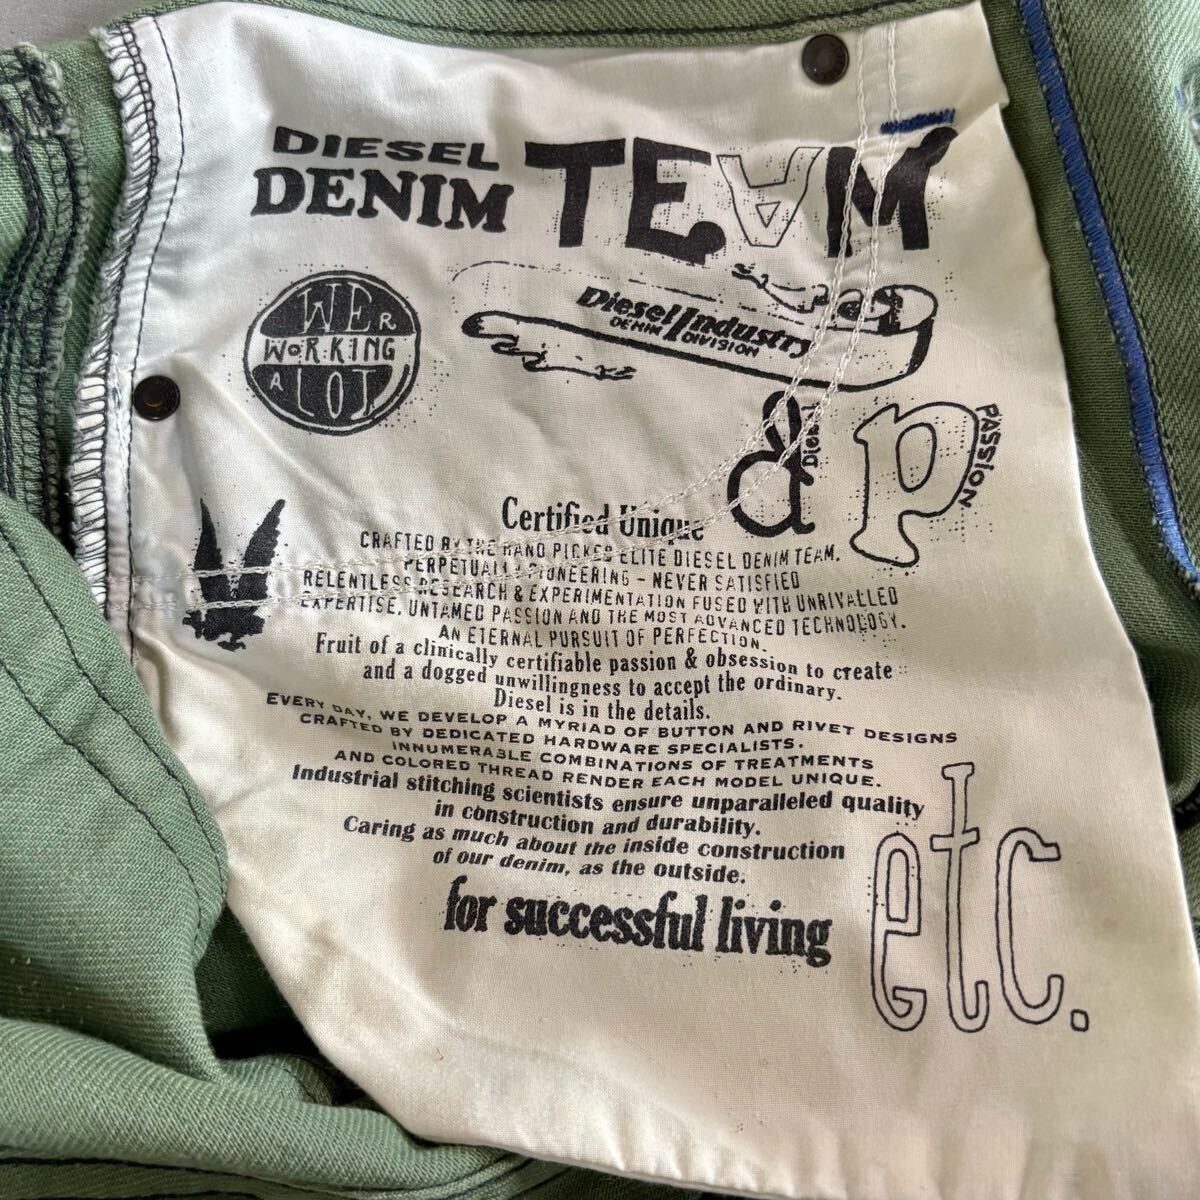 DIESEL
DENIM TEAM
WE R
WORKING
A LOT
Diesel Industry
DENIM DIVISION
d
Diesel
p
PASSION
Certified Unique
CRAFTED BY THE HAND PICKED ELITE DIESEL DENIM TEAM.
PERPETUALLY PIONEERING - NEVER SATISFIED
RELENTLESS RESEARCH & EXPERIMENTATION FUSED WITH UNRIVALLED
EXPERTISE. UNTAMED PASSION AND THE MOST ADVANCED TECHNOLOGY.
AN ETERNAL PURSUIT OF PERFECTION.
Fruit of a clinically certifiable passion & obsession to create
and a dogged unwillingness to accept the ordinary.
Diesel is in the details.
EVERY DAY, WE DEVELOP A MYRIAD OF BUTTON AND RIVET DESIGNS
CRAFTED BY DEDICATED HARDWARE SPECIALISTS.
INNUMERABLE COMBINATIONS OF TREATMENTS
AND COLORED THREAD RENDER EACH MODEL UNIQUE.
Industrial stitching scientists ensure unparalleled quality
in construction and durability.
Caring as much about the inside construction
of our denim, as the outside.
for successful living
etc.